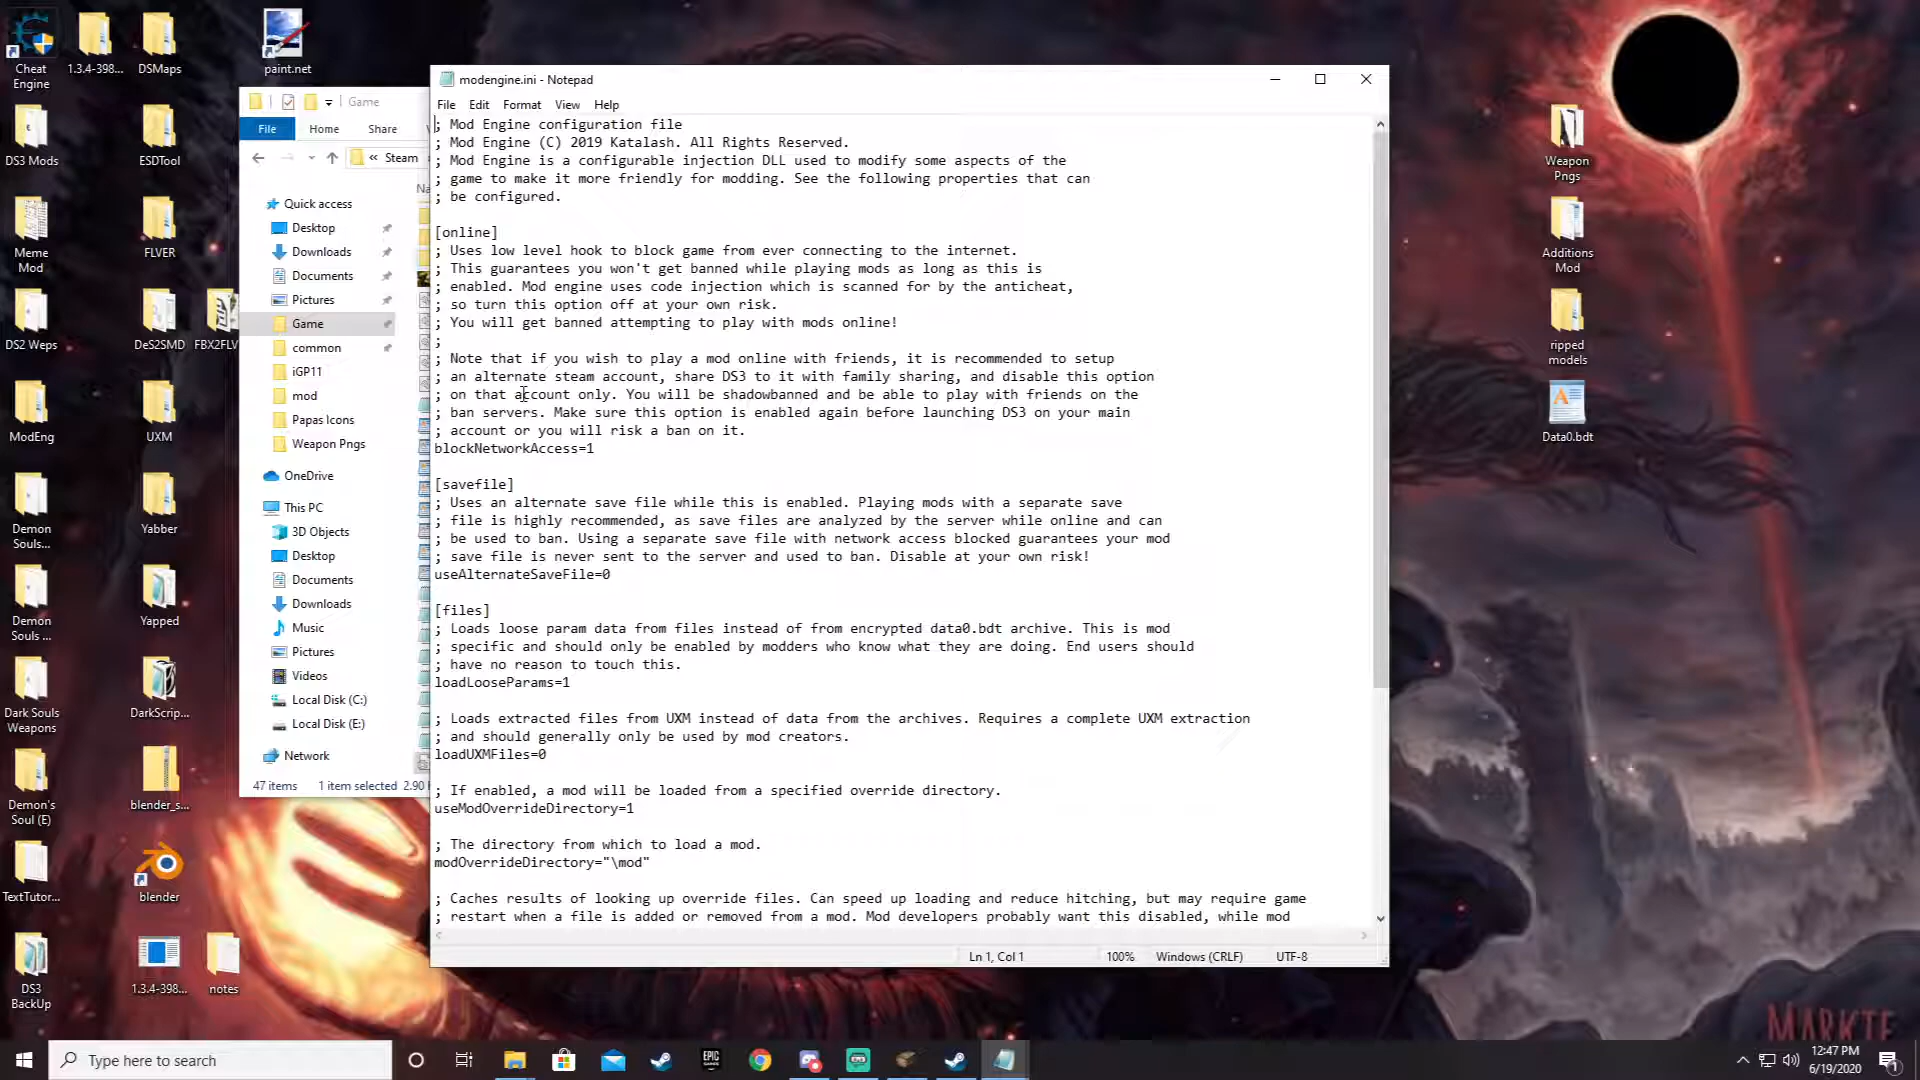 Cheat
Engine
1.3.4-398...
DSMaps
paint.net
DS3 Mods
ESDTool
Meme
Mod
FLVER
DS2 Weps
DeS2SMD
FBX2FLV
ModEng
UXM
Demon
Souls...
Yabber
Demon
Souls ...
Yapped
Dark Souls
Weapons
DarkScrip...
Demon's
Soul (E)
blender_s...
TextTutor...
blender
DS3
BackUp
1.3.4-398...
notes
Game
File
Home
Share
« Steam
Quick access
Desktop
Downloads
Documents
Pictures
Game
common
iGP11
mod
Papas Icons
Weapon Pngs
OneDrive
This PC
3D Objects
Desktop
Documents
Downloads
Music
Pictures
Videos
Local Disk (C:)
Local Disk (E:)
Network
47 items
1 item selected 2.90
modengine.ini - Notepad
File Edit Format View Help
; Mod Engine configuration file
; Mod Engine (C) 2019 Katalash. All Rights Reserved.
; Mod Engine is a configurable injection DLL used to modify some aspects of the
; game to make it more friendly for modding. See the following properties that can
; be configured.
[online]
; Uses low level hook to block game from ever connecting to the internet.
; This guarantees you won't get banned while playing mods as long as this is
; enabled. Mod engine uses code injection which is scanned for by the anticheat,
; so turn this option off at your own risk.
; You will get banned attempting to play with mods online!
;
; Note that if you wish to play a mod online with friends, it is recommended to setup
; an alternate steam account, share DS3 to it with family sharing, and disable this option
; on that account only. You will be shadowbanned and be able to play with friends on the
; ban servers. Make sure this option is enabled again before launching DS3 on your main
; account or you will risk a ban on it.
blockNetworkAccess=1
[savefile]
; Uses an alternate save file while this is enabled. Playing mods with a separate save
; file is highly recommended, as save files are analyzed by the server while online and can
; be used to ban. Using a separate save file with network access blocked guarantees your mod
; save file is never sent to the server and used to ban. Disable at your own risk!
useAlternateSaveFile=0
[files]
; Loads loose param data from files instead of from encrypted data0.bdt archive. This is mod
; specific and should only be enabled by modders who know what they are doing. End users should
; have no reason to touch this.
loadLooseParams=1
; Loads extracted files from UXM instead of data from the archives. Requires a complete UXM extraction
; and should generally only be used by mod creators.
loadUXMFiles=0
; If enabled, a mod will be loaded from a specified override directory.
useModOverrideDirectory=1
; The directory from which to load a mod.
modOverrideDirectory="\mod"
; Caches results of looking up override files. Can speed up loading and reduce hitching, but may require game
; restart when a file is added or removed from a mod. Mod developers probably want this disabled, while mod
Ln 1, Col 1
100%
Windows (CRLF)
UTF-8
Weapon
Pngs
Additions
Mod
ripped
models
Data0.bdt
Type here to search
EPIC
GAMES
12:47 PM
6/19/2020
1